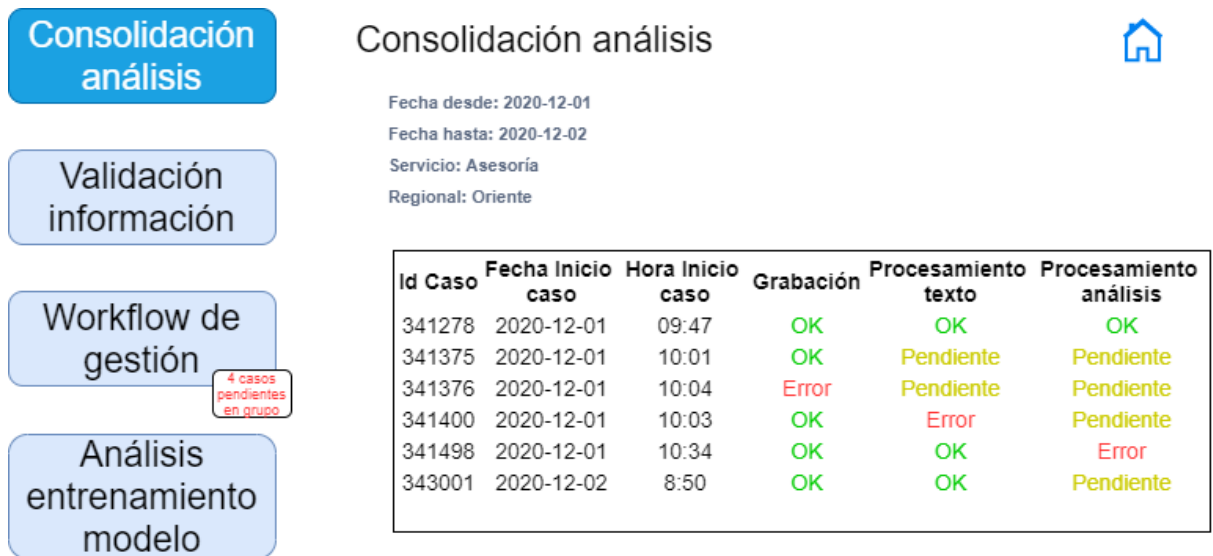 Consolidación
análisis
Validación
información
Workflow de
gestión
4 casos
pendientes
en grupo
Análisis
entrenamiento
modelo
Consolidación análisis
Fecha desde: 2020-12-01
Fecha hasta: 2020-12-02
Servicio: Asesoría
Regional: Oriente
Id Caso Fecha Inicio caso Hora Inicio caso Grabación Procesamiento texto Procesamiento análisis
341278 2020-12-01 09:47 OK OK OK
341375 2020-12-01 10:01 OK Pendiente Pendiente
341376 2020-12-01 10:04 Error Pendiente Pendiente
341400 2020-12-01 10:03 OK Error Pendiente
341498 2020-12-01 10:34 OK OK Error
343001 2020-12-02 8:50 OK OK Pendiente